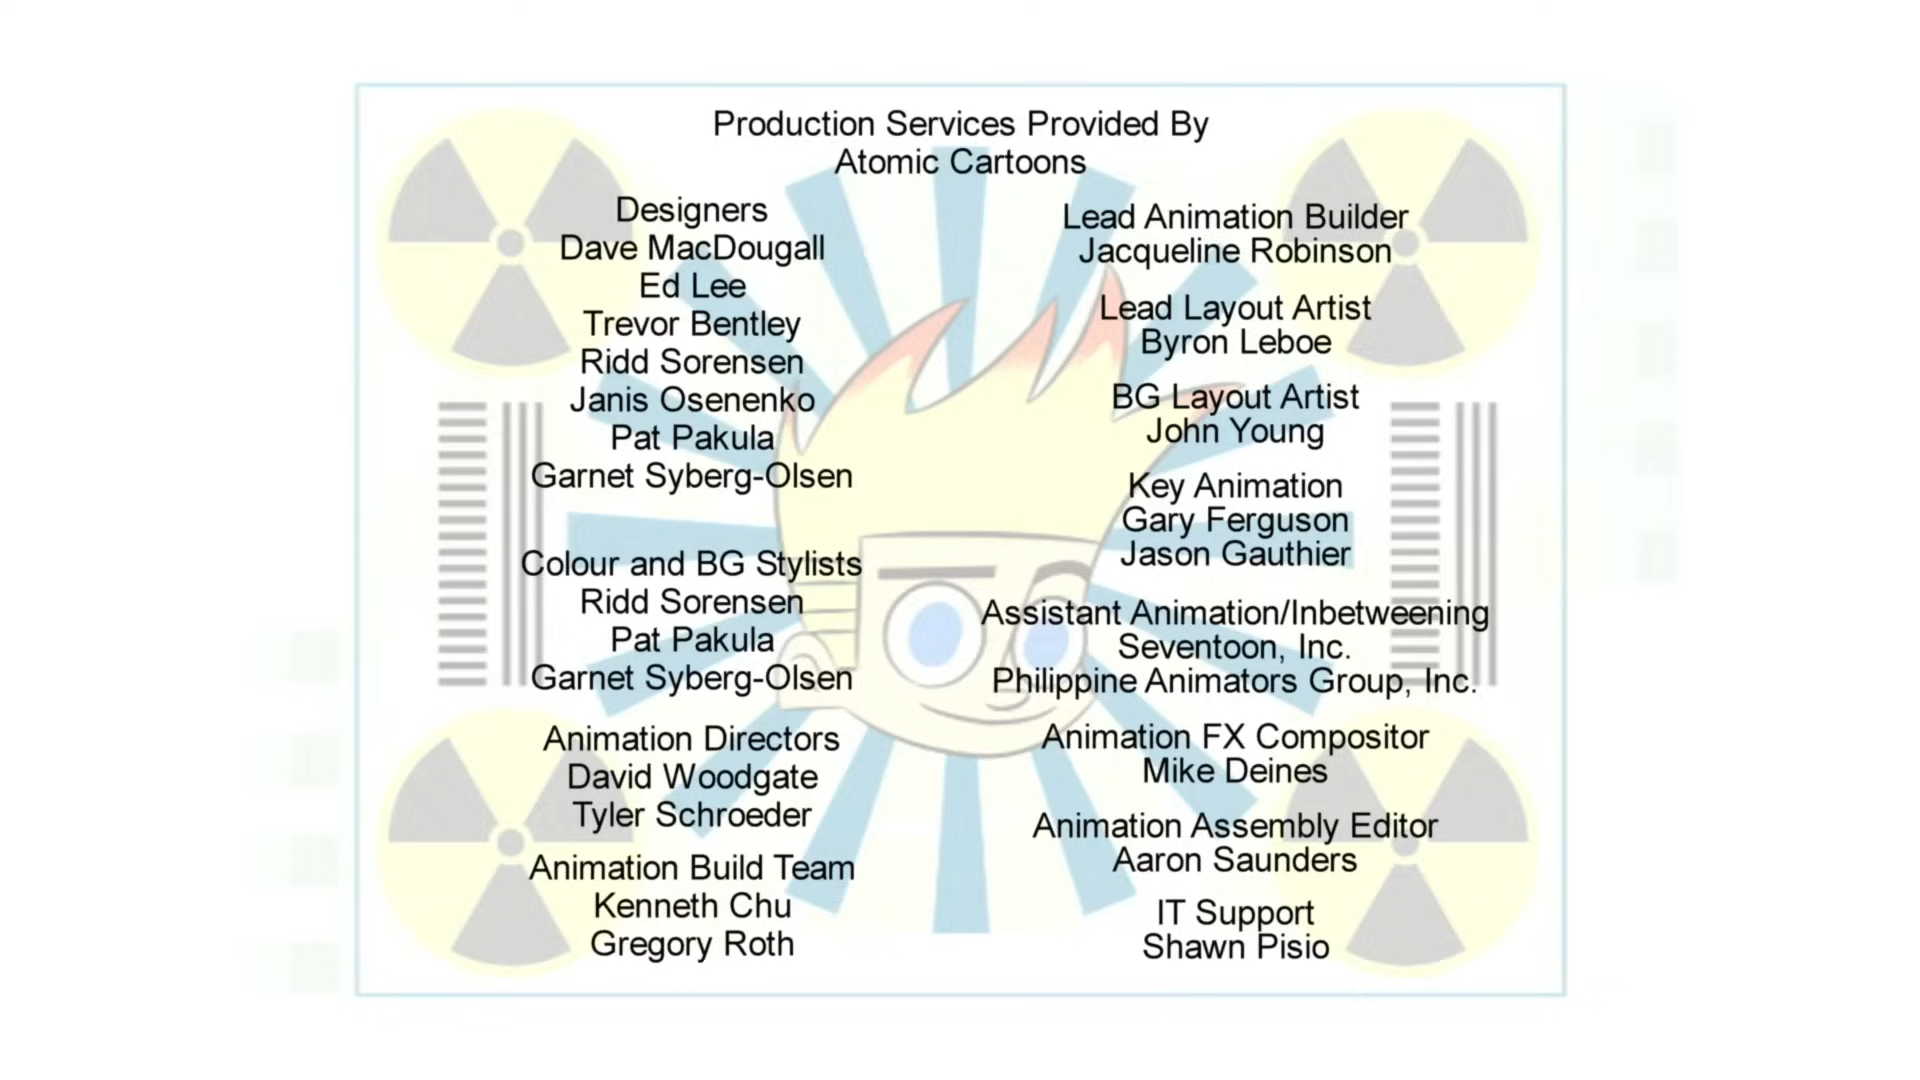 Production Services Provided By
Atomic Cartoons
Designers
Dave MacDougall
Ed Lee
Trevor Bentley
Ridd Sorensen
Janis Osenenko
Pat Pakula
Garnet Syberg-Olsen
Colour and BG Stylists
Ridd Sorensen
Pat Pakula
Garnet Syberg-Olsen
Animation Directors
David Woodgate
Tyler Schroeder
Animation Build Team
Kenneth Chu
Gregory Roth
Lead Animation Builder
Jacqueline Robinson
Lead Layout Artist
Byron Leboe
BG Layout Artist
John Young
Key Animation
Gary Ferguson
Jason Gauthier
Assistant Animation/Inbetweening
Seventoon, Inc.
Philippine Animators Group, Inc.
Animation FX Compositor
Mike Deines
Animation Assembly Editor
Aaron Saunders
IT Support
Shawn Pisio